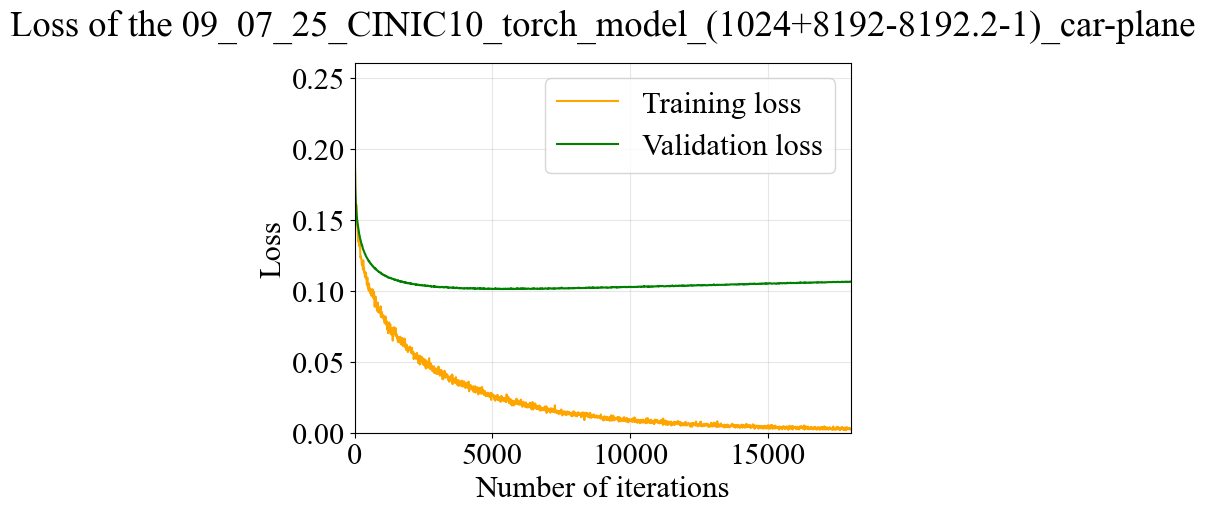 Loss of the 09_07_25_CINIC10_torch_model_(1024+8192-8192.2-1)_car-plane
0.25
0.20
0.15
0.10
0.05
0.00
Loss
Training loss
Validation loss
0 5000 10000 15000
Number of iterations